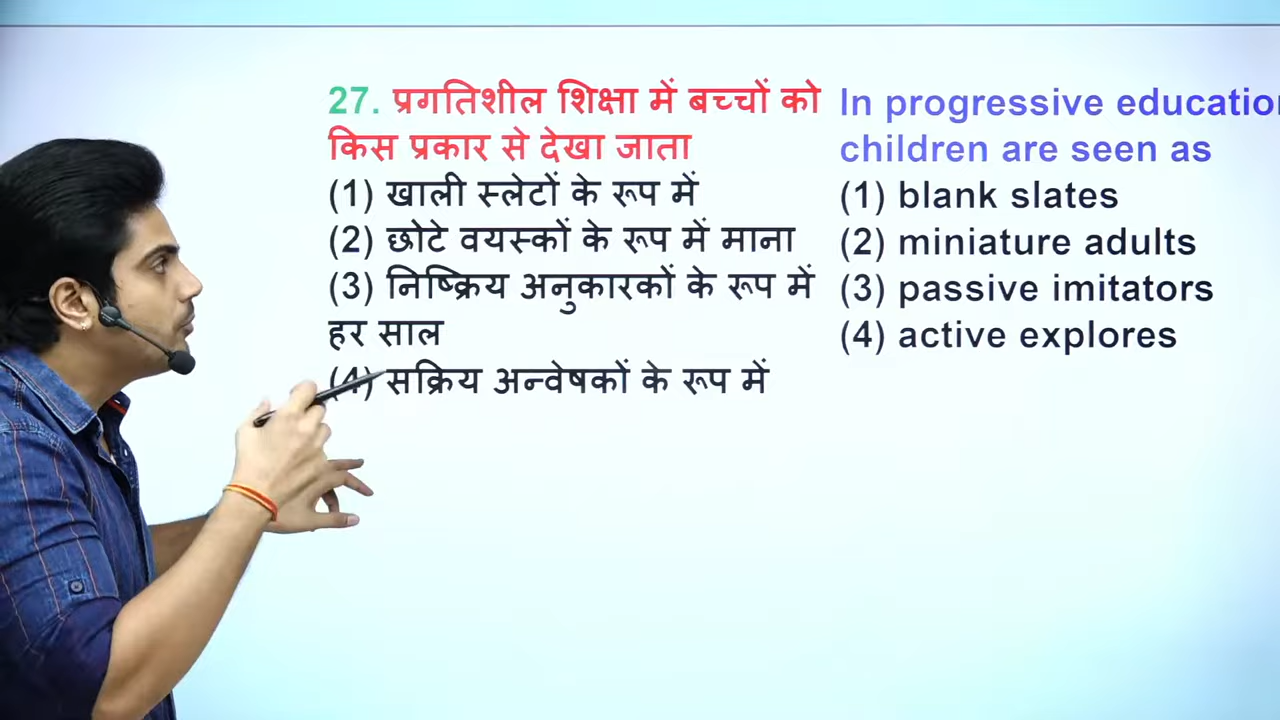 27. प्रगतिशील शिक्षा में बच्चों को
किस प्रकार से देखा जाता
(1) खाली स्लेटों के रूप में
(2) छोटे वयस्कों के रूप में माना
(3) निष्क्रिय अनुकारकों के रूप में
हर साल
(4) सक्रिय अन्वेषकों के रूप में
In progressive educatio
children are seen as
(1) blank slates
(2) miniature adults
(3) passive imitators
(4) active explores